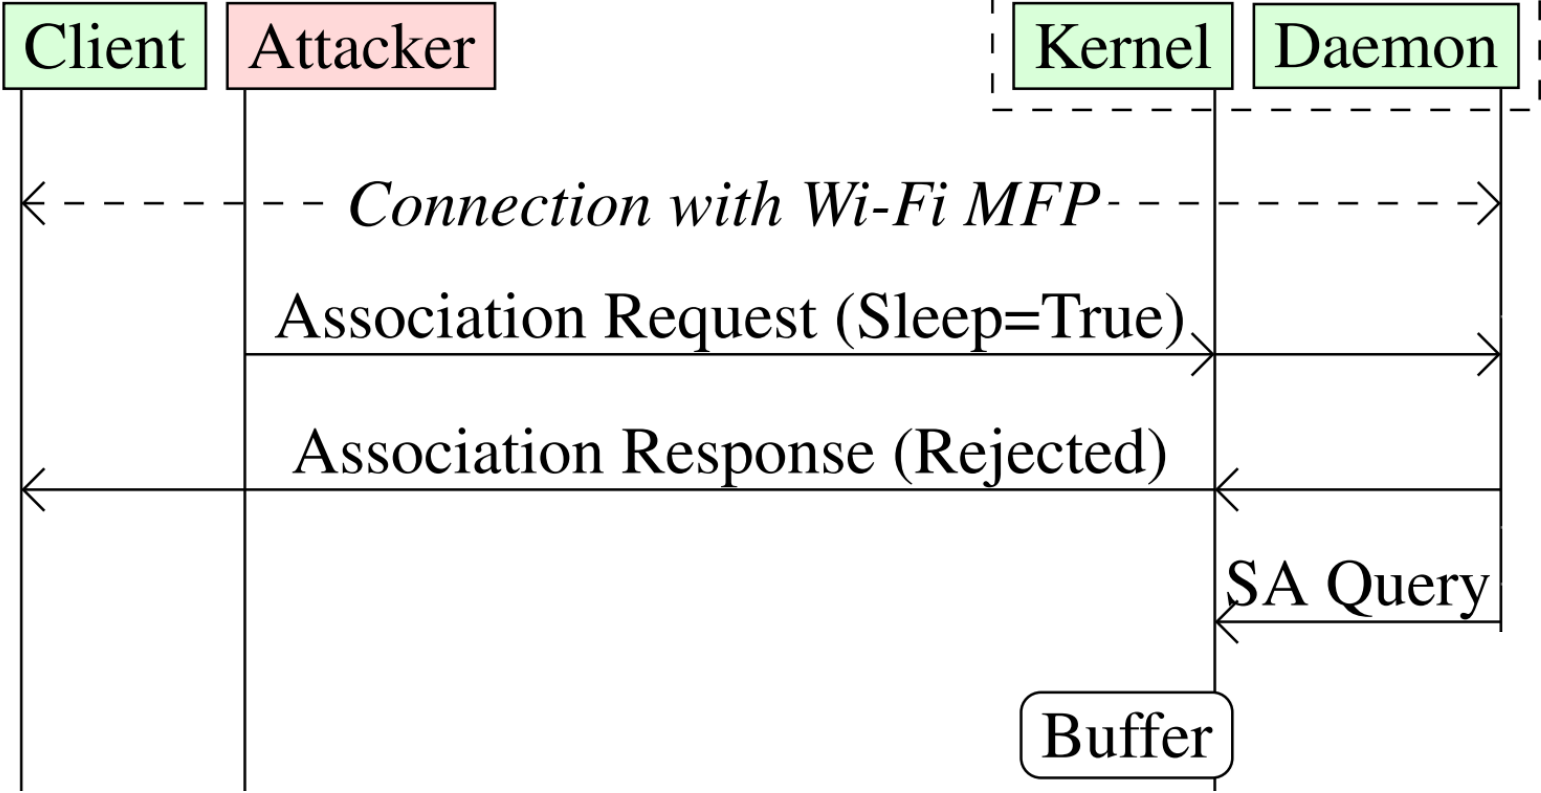 Client Attacker Kernel Daemon
Connection with Wi-Fi MFP
Association Request (Sleep=True)
Association Response (Rejected)
SA Query
Buffer